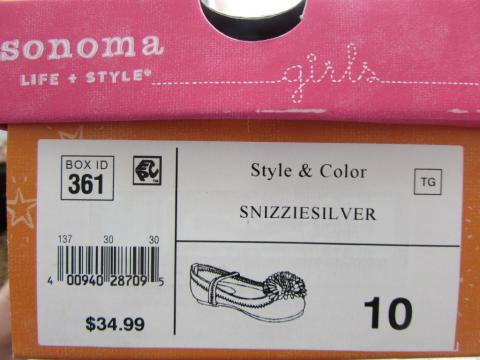 sonoma
LIFE + STYLE®
girls
BOX ID
361
Style & Color
TG
SNIZZIESILVER
137 30 30
4 00940 28709 5
$34.99
10